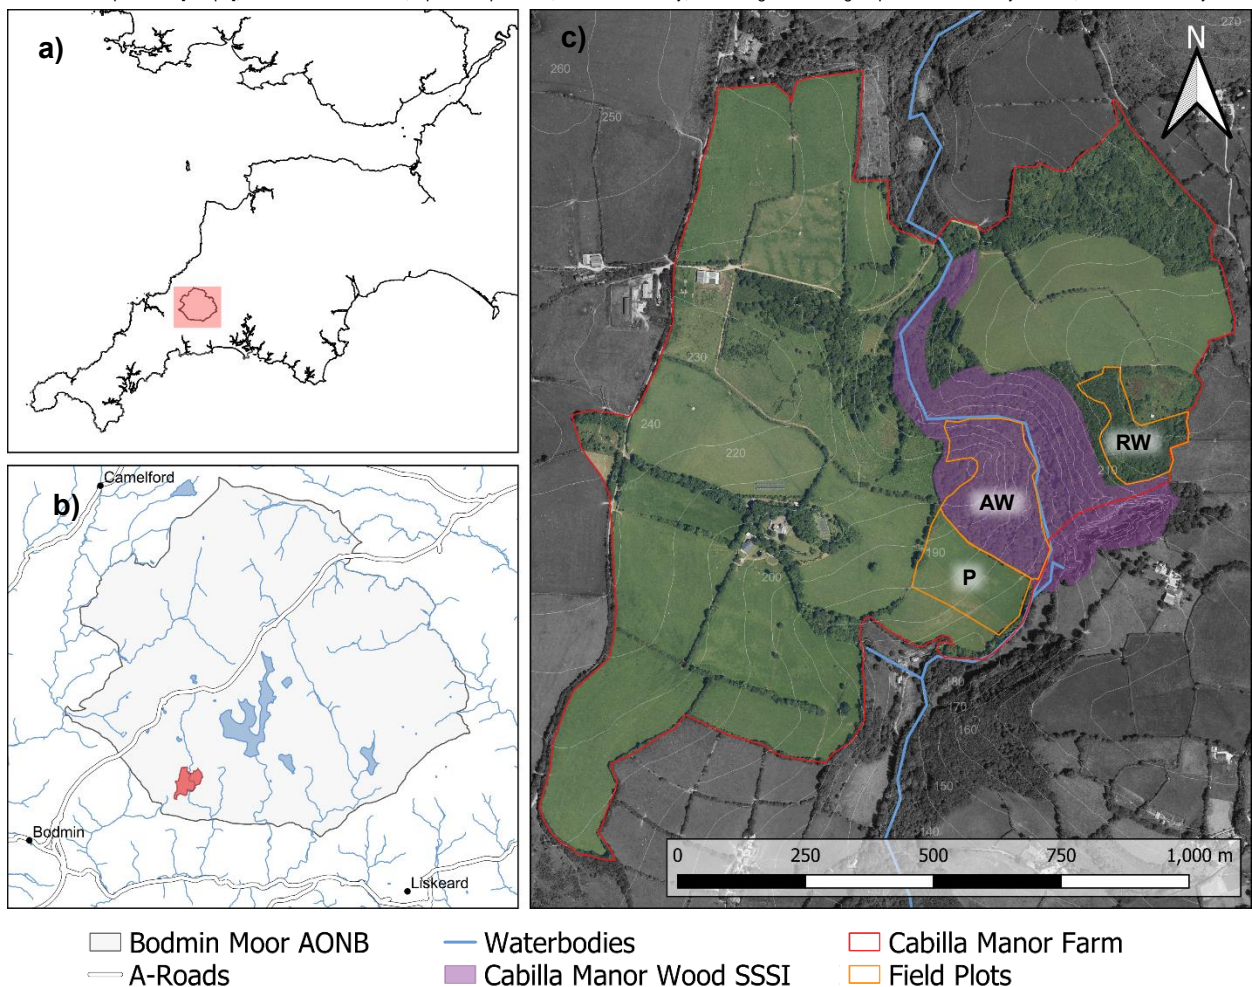 a)
b)
Camelford
Bodmin
Liskeard
c)
N
270
260
250
230
240
220
210
RW
AW
190
P
200
180
170
160
150
140
0 250 500 750 1,000 m
Bodmin Moor AONB
A-Roads
Waterbodies
Cabilla Manor Wood SSSI
Cabilla Manor Farm
Field Plots